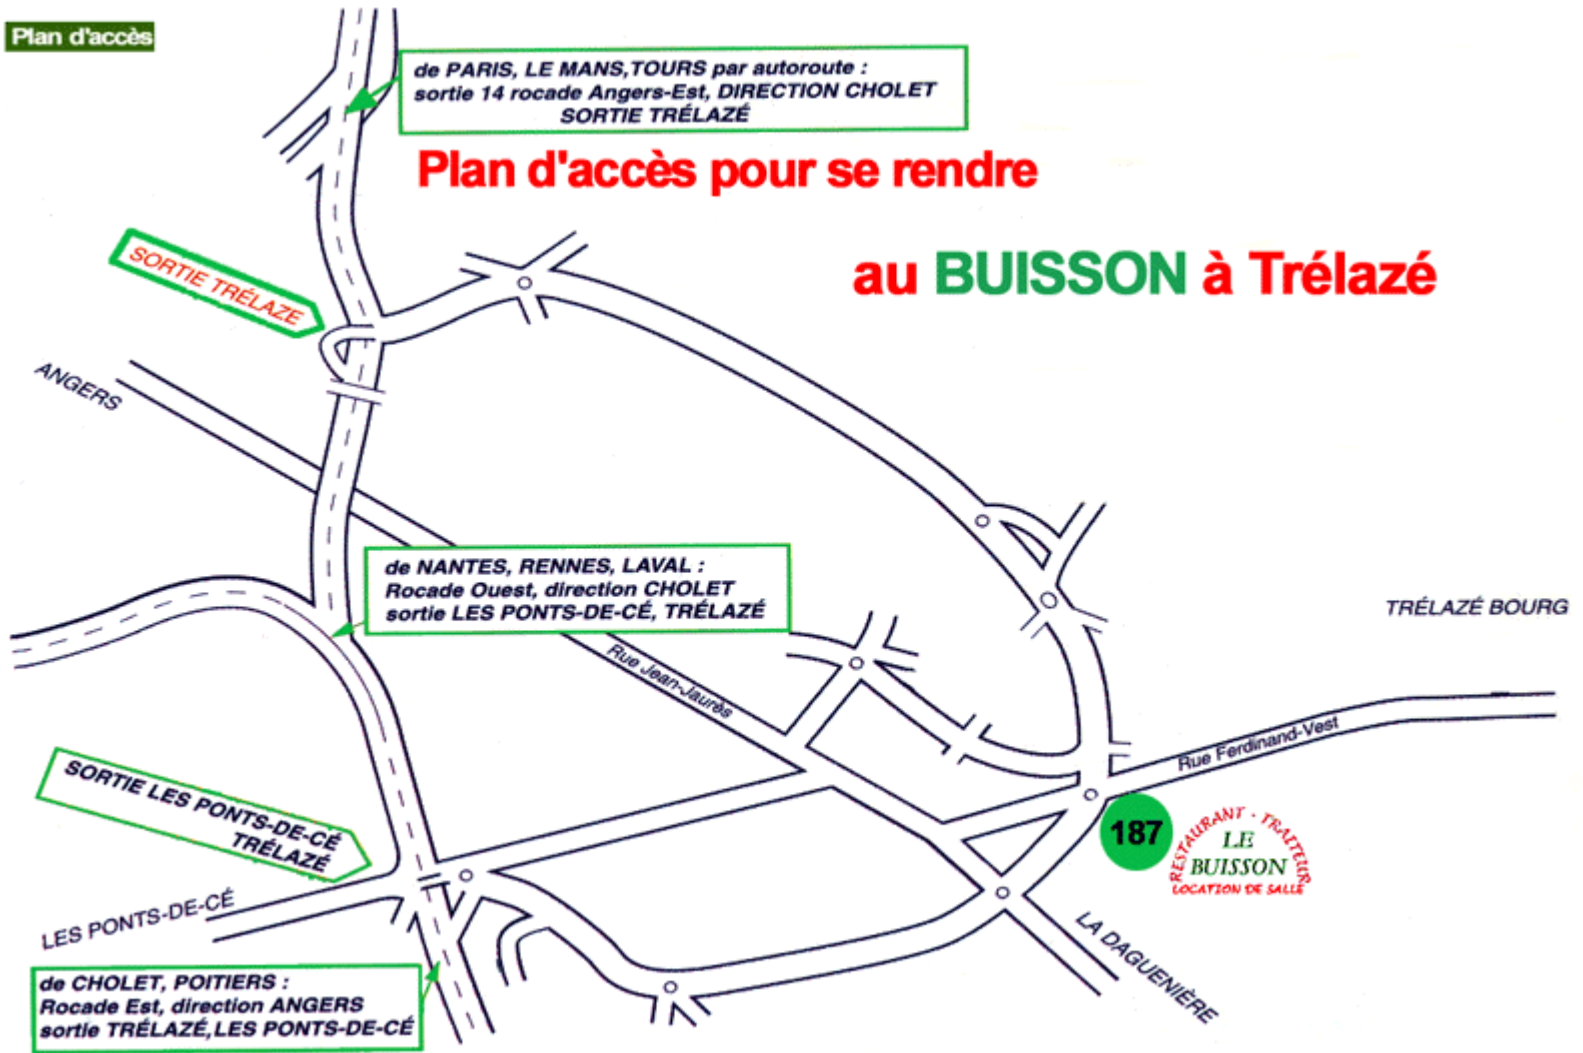 Plan d'accès
de PARIS, LE MANS,TOURS par autoroute :
sortie 14 rocade Angers-Est, DIRECTION CHOLET
SORTIE TRÉLAZÉ
Plan d'accès pour se rendre
au BUISSON à Trélazé
SORTIE TRÉLAZE
ANGERS
de NANTES, RENNES, LAVAL :
Rocade Ouest, direction CHOLET
sortie LES PONTS-DE-CÉ, TRÉLAZÉ
TRÉLAZÉ BOURG
Rue Jean-Jaurès
Rue Ferdinand-Vest
SORTIE LES PONTS-DE-CÉ
TRÉLAZÉ
187
RESTAURANT - TRAITEUR
LE
BUISSON
LOCATION DE SALLE
LES PONTS-DE-CÉ
LA DAGUENIÈRE
de CHOLET, POITIERS :
Rocade Est, direction ANGERS
sortie TRÉLAZÉ,LES PONTS-DE-CÉ